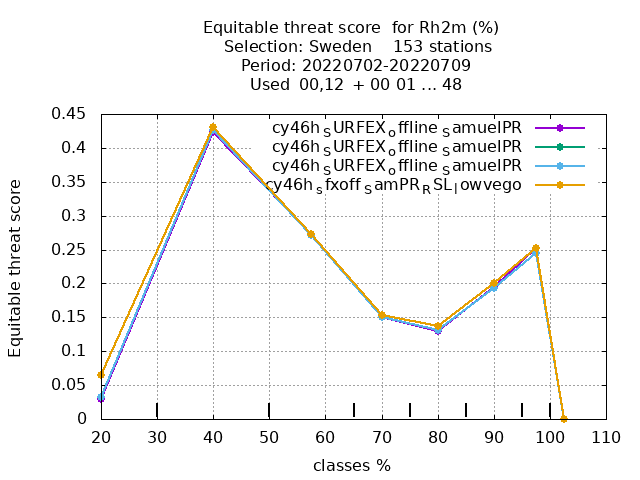 Equitable threat score  for Rh2m (%)
Selection: Sweden    153 stations
Period: 20220702-20220709
Used  00,12  + 00 01 ... 48
cy46h_SURFEX_offline_SamuelPR
cy46h_SURFEX_offline_SamuelPR
cy46h_SURFEX_offline_SamuelPR
cy46h_sfxoff_SamPR_RSL_lowvego
Equitable threat score
0.45
0.4
0.35
0.3
0.25
0.2
0.15
0.1
0.05
0
20 30 40 50 60 70 80 90 100 110
classes %